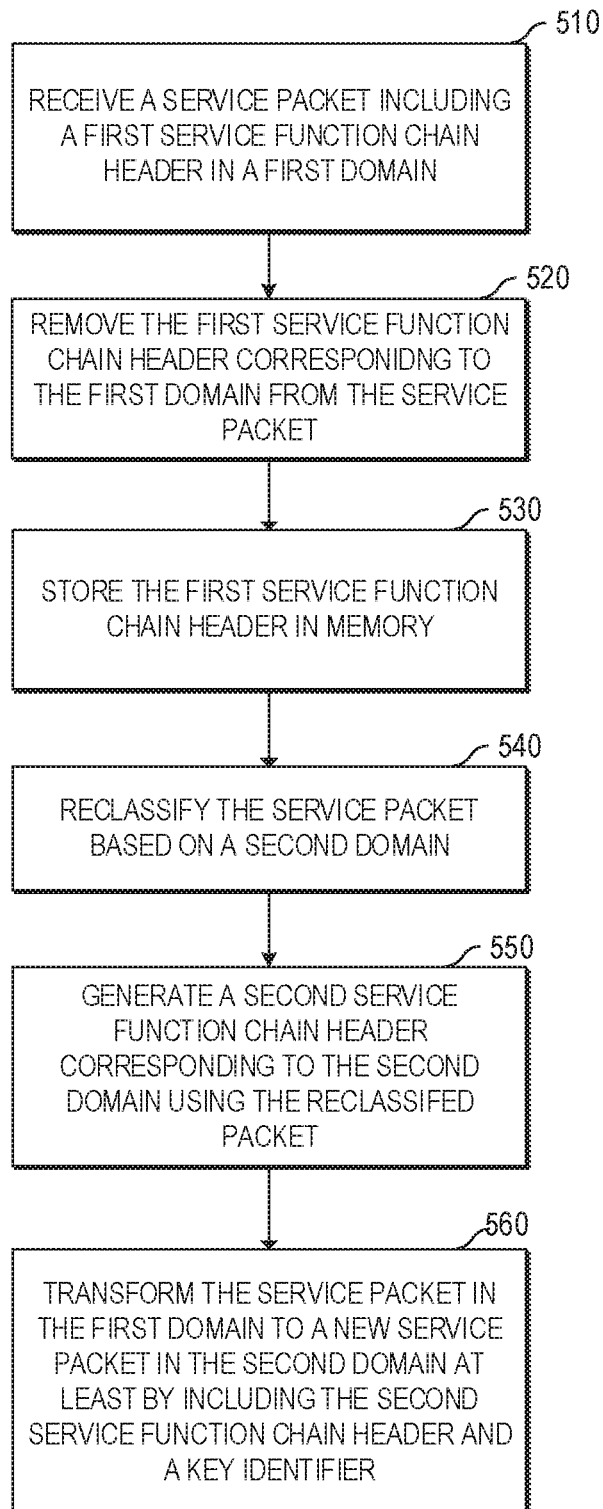 510
RECEIVE A SERVICE PACKET INCLUDING
A FIRST SERVICE FUNCTION CHAIN
HEADER IN A FIRST DOMAIN
520
REMOVE THE FIRST SERVICE FUNCTION
CHAIN HEADER CORRESPONIDNG TO
THE FIRST DOMAIN FROM THE SERVICE
PACKET
530
STORE THE FIRST SERVICE FUNCTION
CHAIN HEADER IN MEMORY
540
RECLASSIFY THE SERVICE PACKET
BASED ON A SECOND DOMAIN
550
GENERATE A SECOND SERVICE
FUNCTION CHAIN HEADER
CORRESPONDING TO THE SECOND
DOMAIN USING THE RECLASSIFED
PACKET
560
TRANSFORM THE SERVICE PACKET IN
THE FIRST DOMAIN TO A NEW SERVICE
PACKET IN THE SECOND DOMAIN AT
LEAST BY INCLUDING THE SECOND
SERVICE FUNCTION CHAIN HEADER AND
A KEY IDENTIFIER